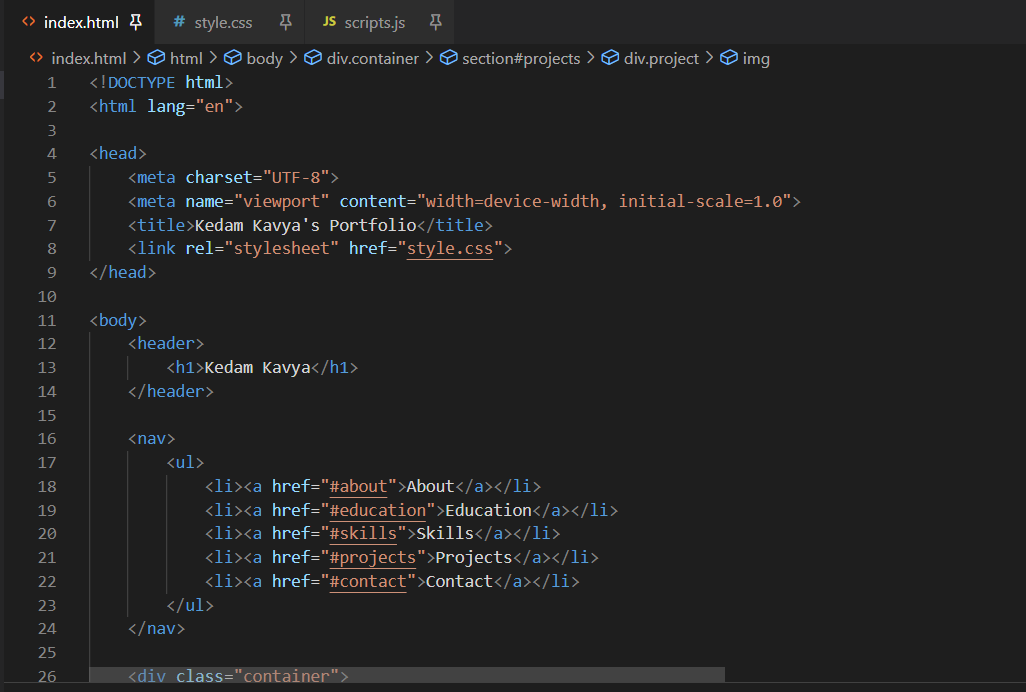 index.html # style.css JS scripts.js
index.html > html > body > div.container > section#projects > div.project > img
1 <!DOCTYPE html>
2 <html lang="en">
3
4 <head>
5     <meta charset="UTF-8">
6     <meta name="viewport" content="width=device-width, initial-scale=1.0">
7     <title>Kedam Kavya's Portfolio</title>
8     <link rel="stylesheet" href="style.css">
9 </head>
10
11 <body>
12     <header>
13         <h1>Kedam Kavya</h1>
14     </header>
15
16     <nav>
17         <ul>
18             <li><a href="#about">About</a></li>
19             <li><a href="#education">Education</a></li>
20             <li><a href="#skills">Skills</a></li>
21             <li><a href="#projects">Projects</a></li>
22             <li><a href="#contact">Contact</a></li>
23         </ul>
24     </nav>
25
26     <div class="container">